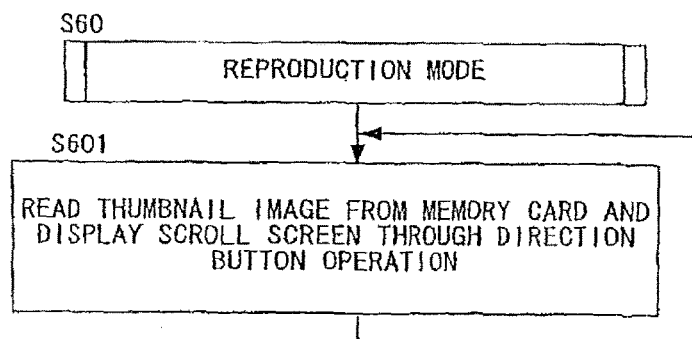 S60
REPRODUCTION MODE
S601
READ THUMBNAIL IMAGE FROM MEMORY CARD AND
DISPLAY SCROLL SCREEN THROUGH DIRECTION
BUTTON OPERATION